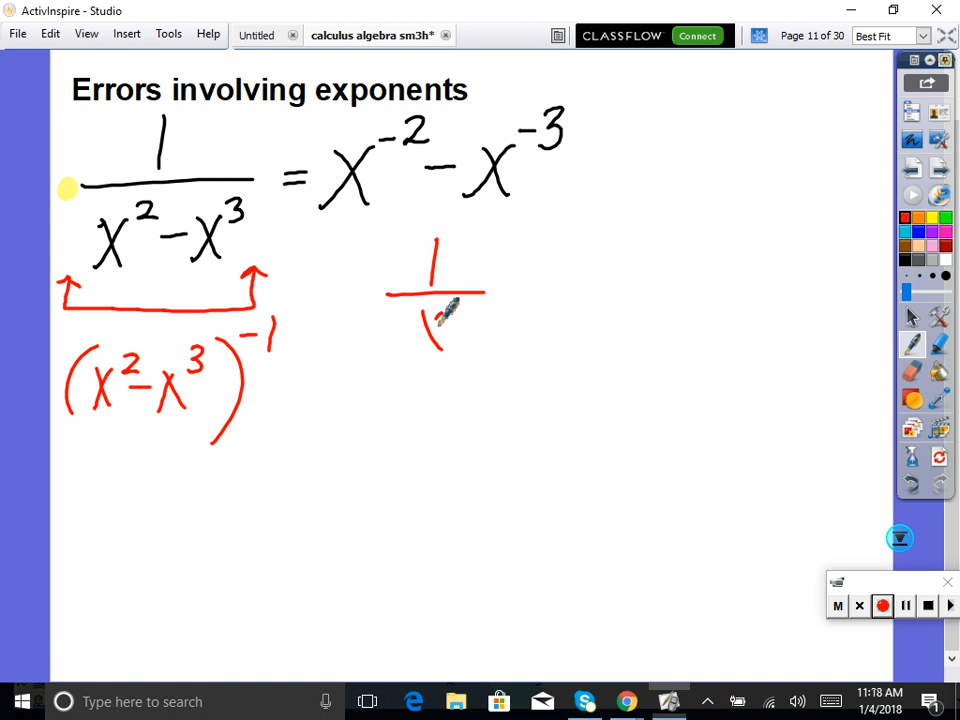 ActivInspire - Studio
File Edit View Insert Tools Help Untitled calculus algebra sm3h* CLASSFLOW Connect Page 11 of 30 Best Fit
Errors involving exponents
1
x² - x³
= x⁻² - x⁻³
1
(x² - x³)⁻¹
M
Type here to search
11:18 AM
1/4/2018
1